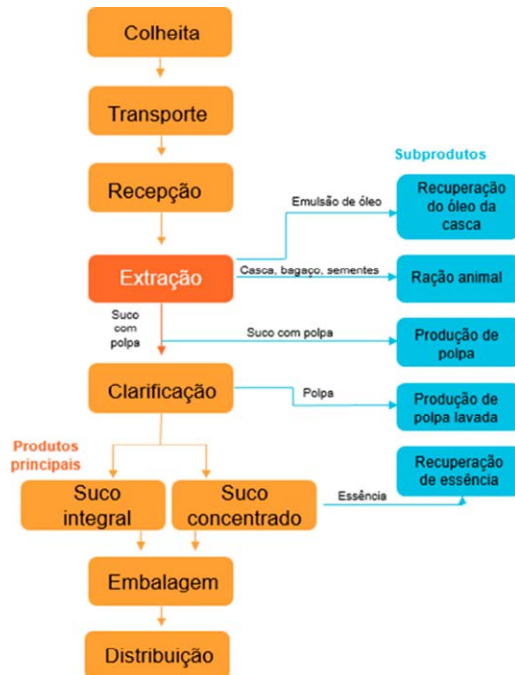 Colheita
Transporte
Subprodutos
Recepção
Emulsão de óleo
Recuperação
do óleo da
casca
Extração
Casca, bagaço, sementes
Ração animal
Suco
com
polpa
Suco com polpa
Produção de
polpa
Clarificação
Polpa
Produção de
polpa lavada
Produtos
principais
Recuperação
de essência
Suco
integral
Suco
concentrado
Essência
Embalagem
Distribuição